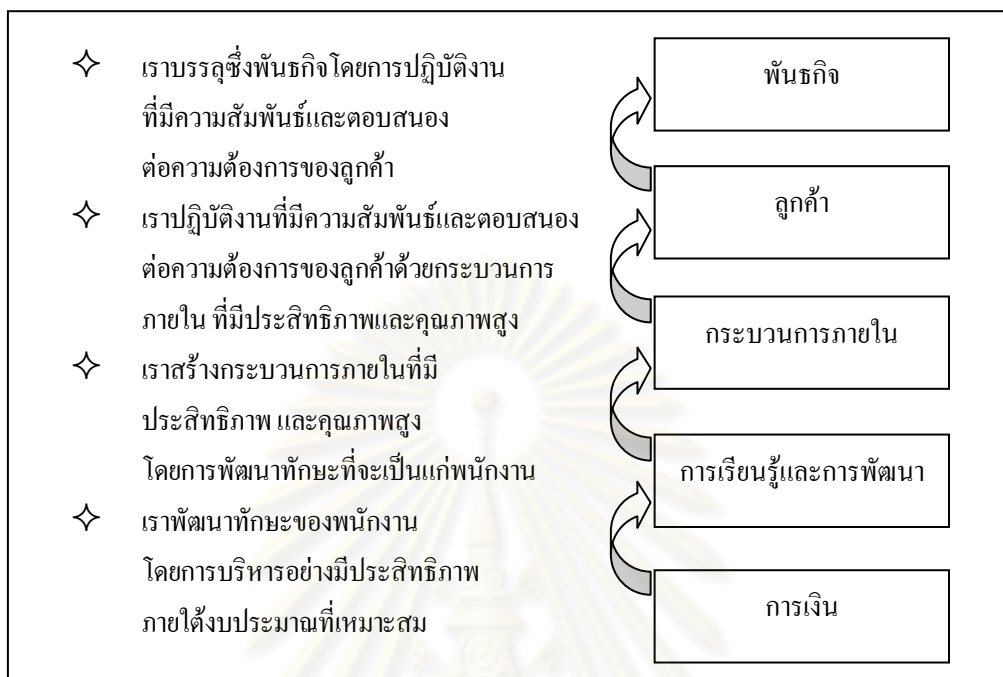 เราบรรลุซึ่งพันธกิจโดยการปฏิบัติงาน
ที่มีความสัมพันธ์และตอบสนอง
ต่อความต้องการของลูกค้า
เราปฏิบัติงานที่มีความสัมพันธ์และตอบสนอง
ต่อความต้องการของลูกค้าด้วยกระบวนการ
ภายใน ที่มีประสิทธิภาพและคุณภาพสูง
เราสร้างกระบวนการภายในที่มี
ประสิทธิภาพ และคุณภาพสูง
โดยการพัฒนาทักษะที่จะเป็นแก่พนักงาน
เราพัฒนาทักษะของพนักงาน
โดยการบริหารอย่างมีประสิทธิภาพ
ภายใต้งบประมาณที่เหมาะสม
พันธกิจ
ลูกค้า
กระบวนการภายใน
การเรียนรู้และการพัฒนา
การเงิน